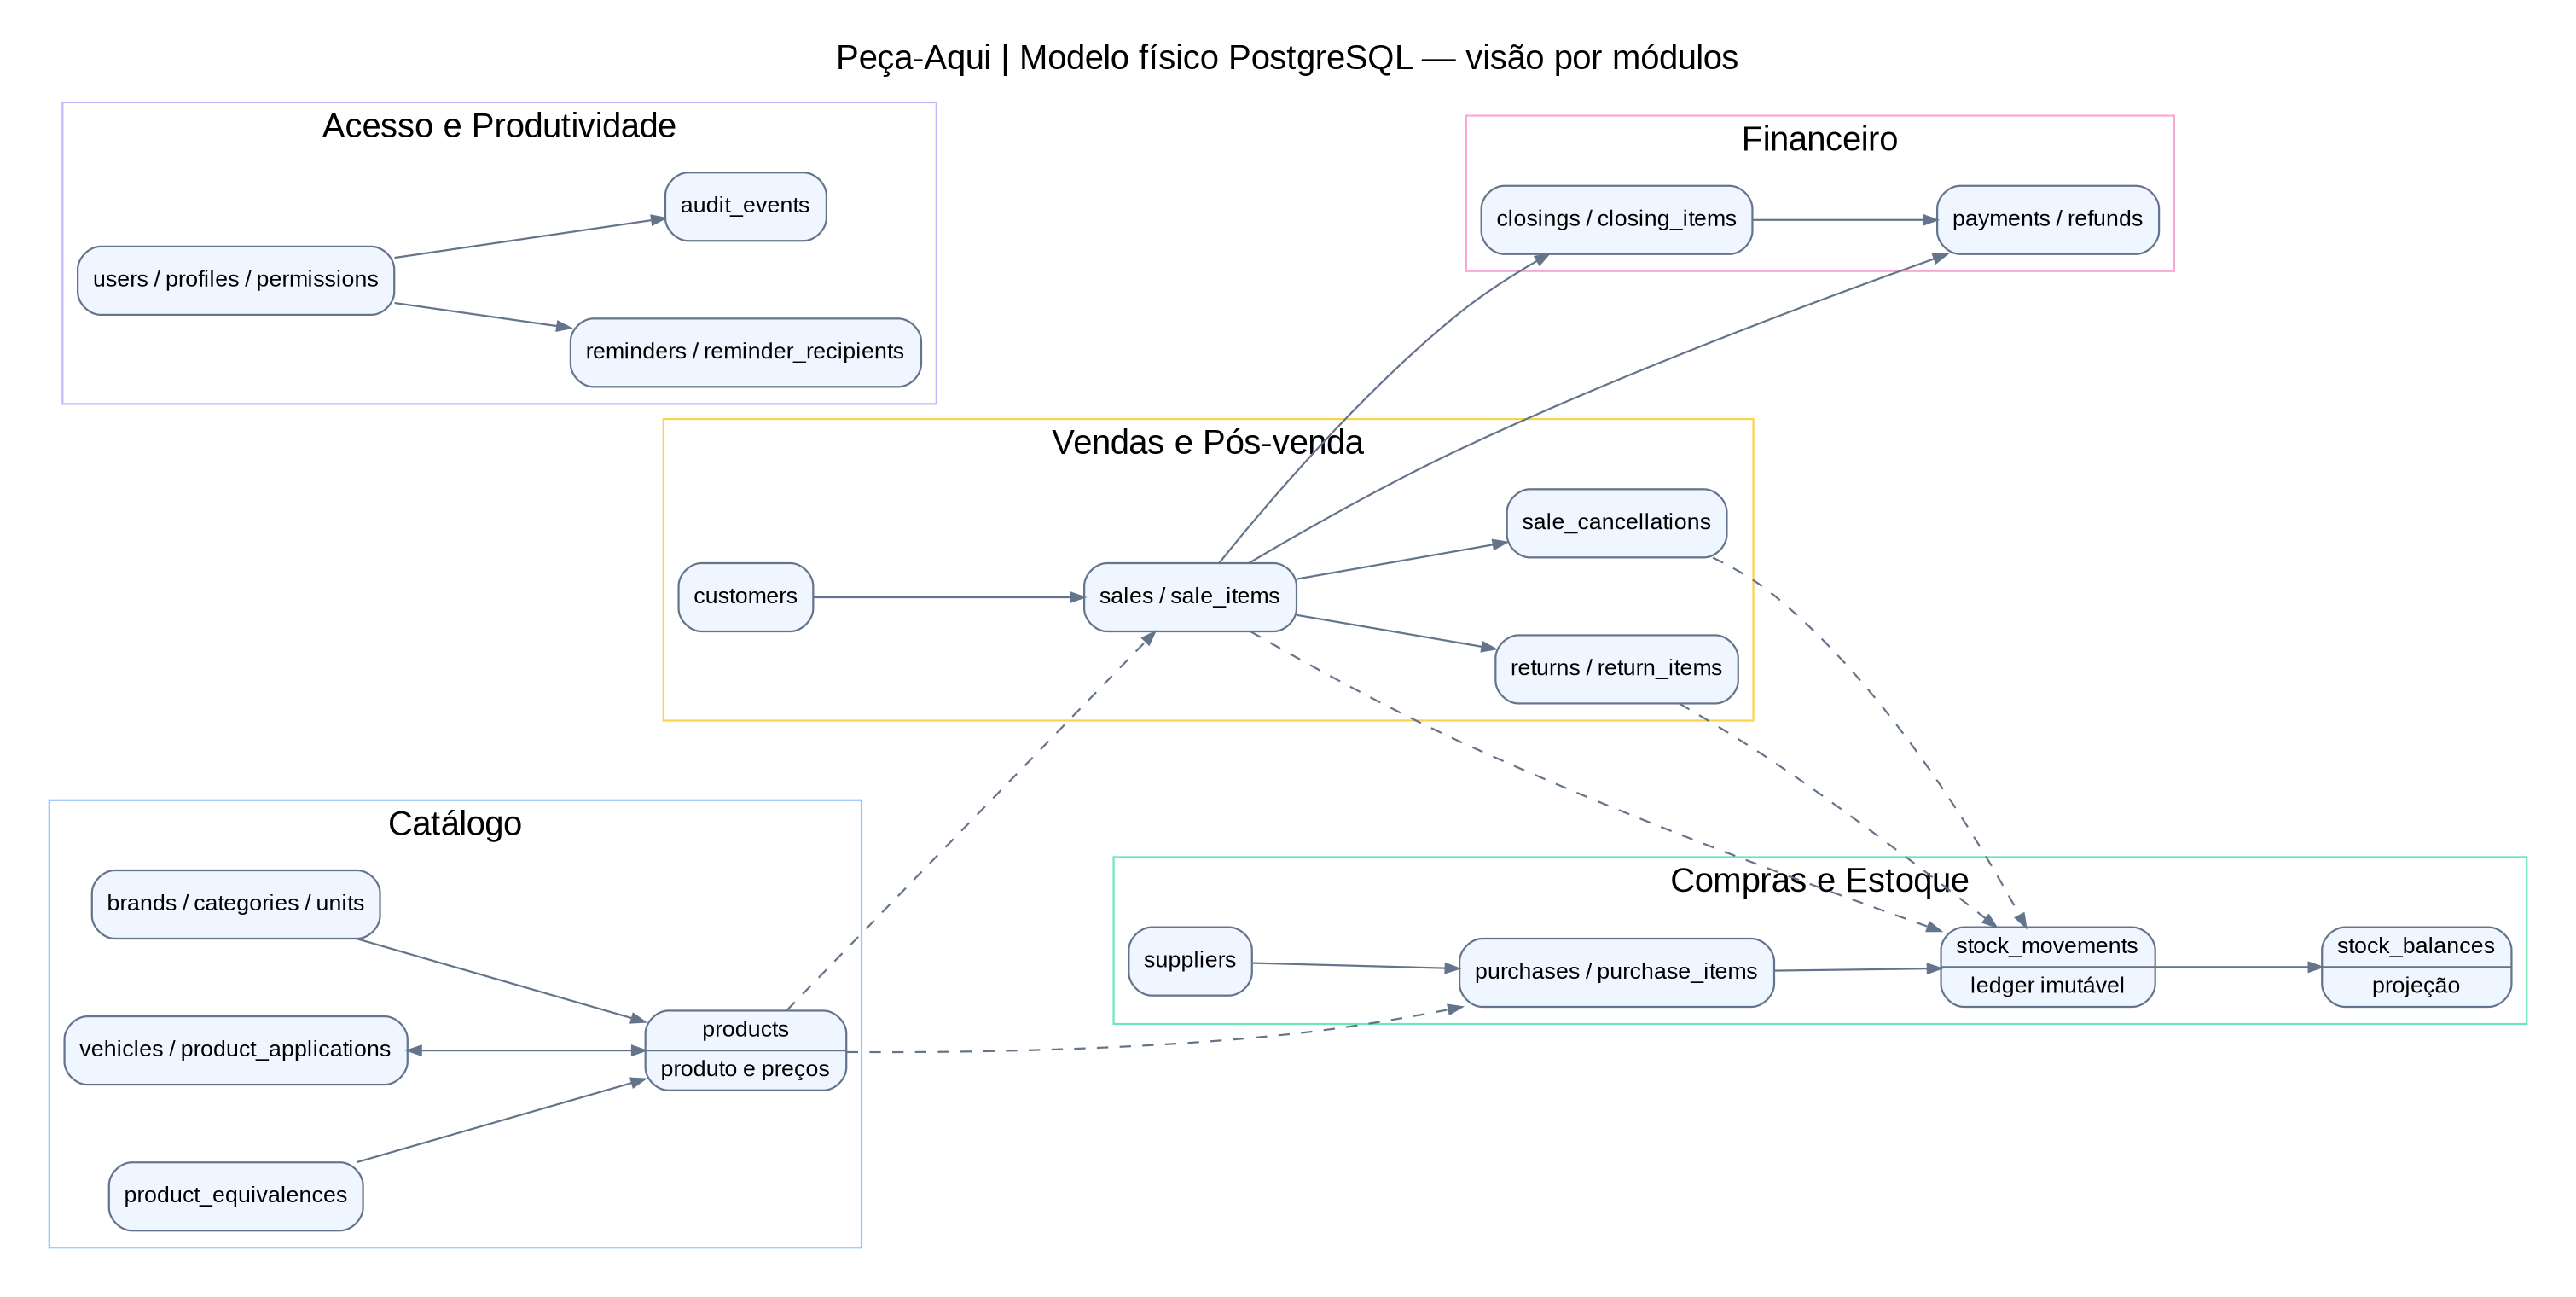 Peça-Aqui | Modelo físico PostgreSQL — visão por módulos
Acesso e Produtividade
users / profiles / permissions
audit_events
reminders / reminder_recipients
Financeiro
closings / closing_items
payments / refunds
Vendas e Pós-venda
customers
sales / sale_items
sale_cancellations
returns / return_items
Catálogo
brands / categories / units
vehicles / product_applications
product_equivalences
products
produto e preços
Compras e Estoque
suppliers
purchases / purchase_items
stock_movements
ledger imutável
stock_balances
projeção